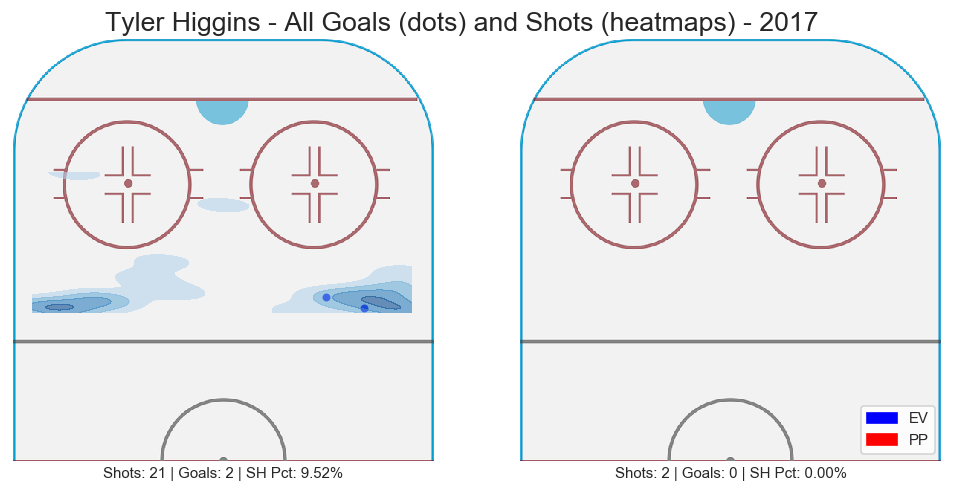 Tyler Higgins - All Goals (dots) and Shots (heatmaps) - 2017
EV
PP
Shots: 21 | Goals: 2 | SH Pct: 9.52%
Shots: 2 | Goals: 0 | SH Pct: 0.00%